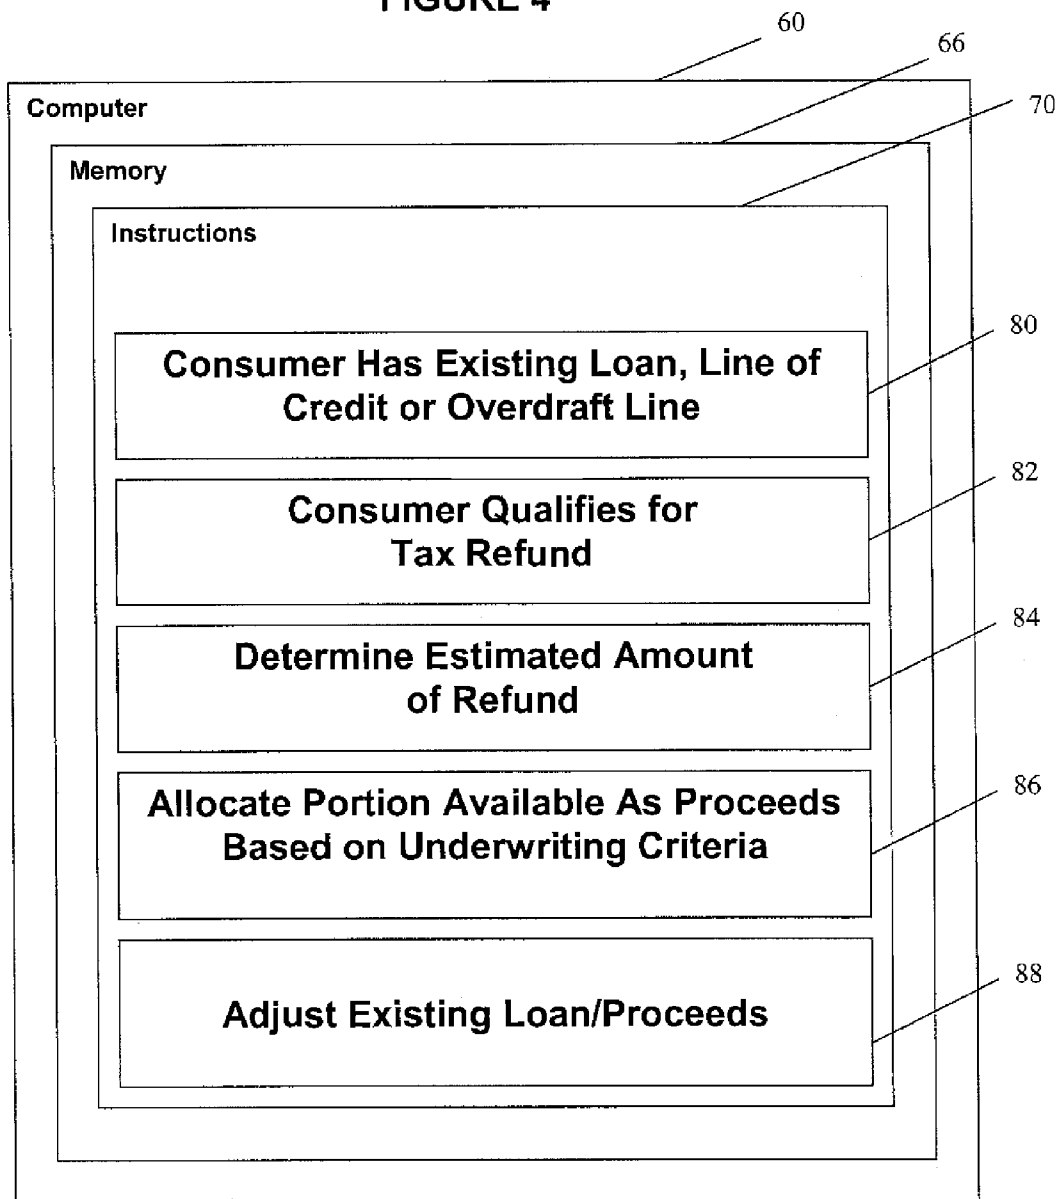 FIGURE 4
60
66
70
Computer
Memory
Instructions
80
Consumer Has Existing Loan, Line of
Credit or Overdraft Line
82
Consumer Qualifies for
Tax Refund
84
Determine Estimated Amount
of Refund
86
Allocate Portion Available As Proceeds
Based on Underwriting Criteria
88
Adjust Existing Loan/Proceeds